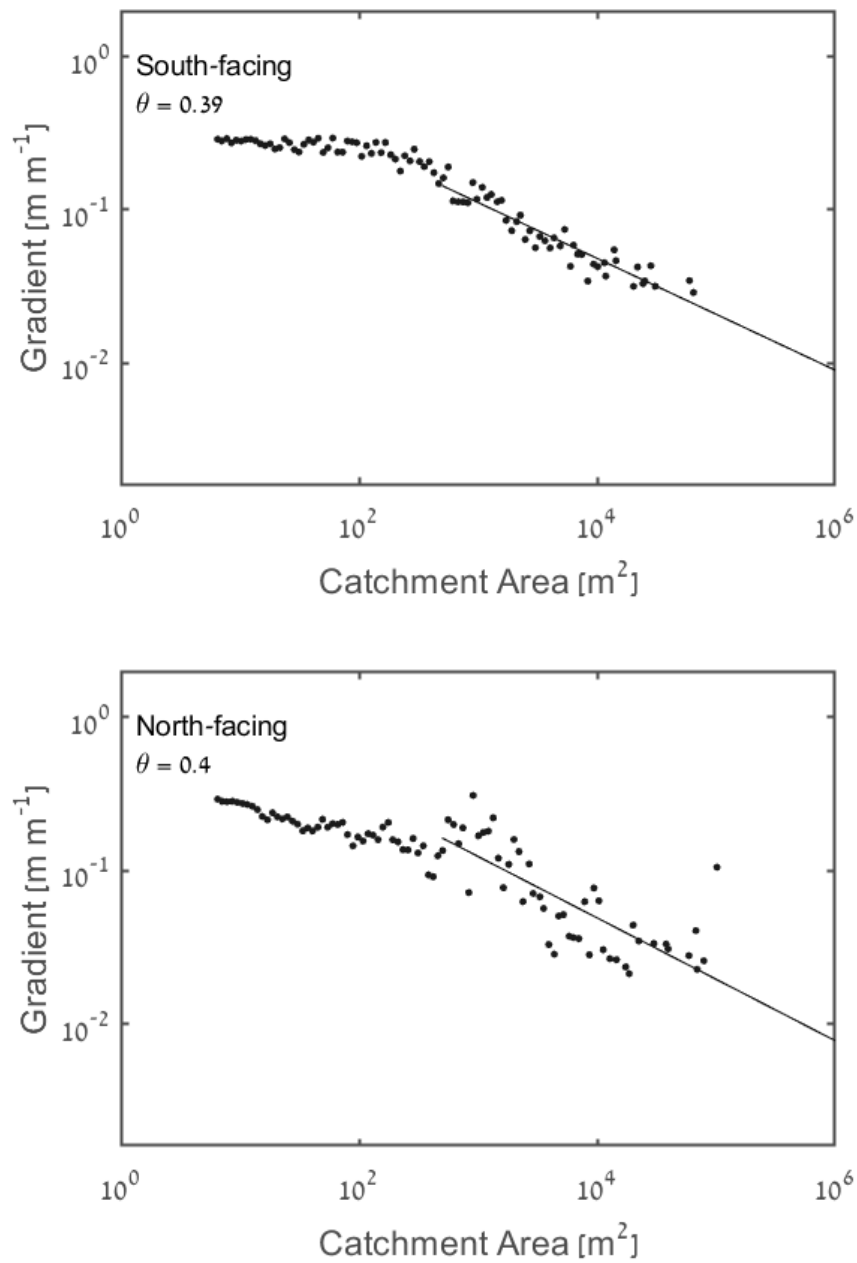 South-facing
θ = 0.39
10⁰
10⁻¹
10⁻²
Gradient [m m⁻¹]
10⁰ 10² 10⁴ 10⁶
Catchment Area [m²]
North-facing
θ = 0.4
10⁰
10⁻¹
10⁻²
Gradient [m m⁻¹]
10⁰ 10² 10⁴ 10⁶
Catchment Area [m²]